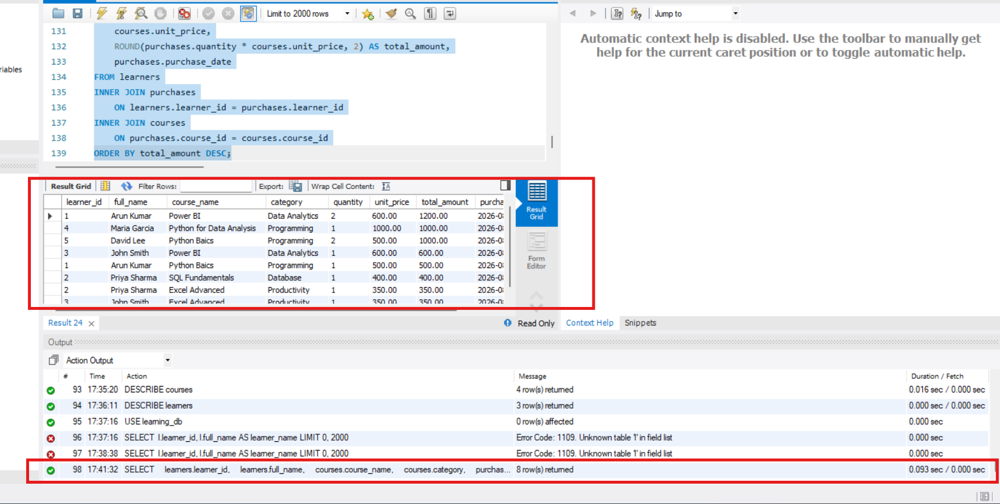 Limit to 2000 rows
Jump to
131 courses.unit_price,
132 ROUND(purchases.quantity * courses.unit_price, 2) AS total_amount,
133 purchases.purchase_date
134 FROM learners
135 INNER JOIN purchases
136 ON learners.learner_id = purchases.learner_id
137 INNER JOIN courses
138 ON purchases.course_id = courses.course_id
139 ORDER BY total_amount DESC;
riables
Automatic context help is disabled. Use the toolbar to manually get
help for the current caret position or to toggle automatic help.
Result Grid Filter Rows: Export: Wrap Cell Content:
learner_id full_name course_name category quantity unit_price total_amount purcha
1 Arun Kumar Power BI Data Analytics 2 600.00 1200.00 2026-0
4 Maria Garcia Python for Data Analysis Programming 1 1000.00 1000.00 2026-0
5 David Lee Python Baics Programming 2 500.00 1000.00 2026-0
3 John Smith Power BI Data Analytics 1 600.00 600.00 2026-0
1 Arun Kumar Python Baics Programming 1 500.00 500.00 2026-0
2 Priya Sharma SQL Fundamentals Database 1 400.00 400.00 2026-0
2 Priya Sharma Excel Advanced Productivity 1 350.00 350.00 2026-0
3 John Smith Excel Advanced Productivity 1 350.00 350.00 2026-0
Result
Grid
Form
Editor
Result 24
Read Only
Context Help Snippets
Output
Action Output
# Time Action Message Duration / Fetch
93 17:35:20 DESCRIBE courses 4 row(s) returned 0.016 sec / 0.000 sec
94 17:36:11 DESCRIBE learners 3 row(s) returned 0.000 sec / 0.000 sec
95 17:37:16 USE learning_db 0 row(s) affected 0.000 sec
96 17:37:16 SELECT l.learner_id, l.full_name AS learner_name LIMIT 0, 2000 Error Code: 1109. Unknown table 'l' in field list 0.000 sec
97 17:38:38 SELECT l.learner_id, l.full_name AS learner_name LIMIT 0, 2000 Error Code: 1109. Unknown table 'l' in field list 0.000 sec
98 17:41:32 SELECT learners.learner_id, learners.full_name, courses.course_name, courses.category, purchas... 8 row(s) returned 0.093 sec / 0.000 sec